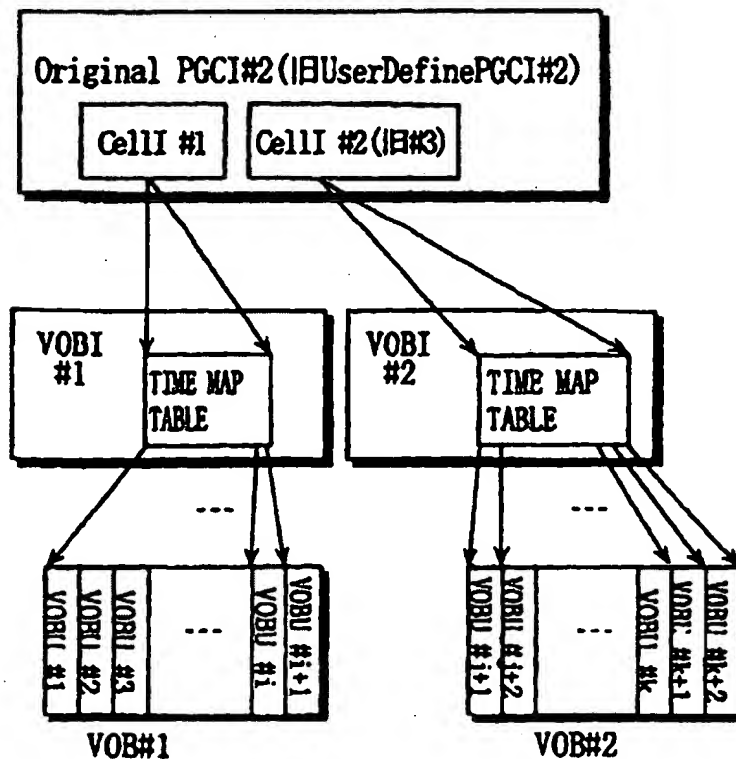 Original PGCI#2(旧UserDefinePGCI#2)
CellI #1
CellI #2(旧#3)
VOBI
#1
TIME MAP
TABLE
VOBI
#2
TIME MAP
TABLE
---
---
VOBU #1
VOBU #2
VOBU #3
---
VOBU #i
VOBU #i+1
VOBU #j+1
VOBU #j+2
---
VOBU #k
VOBU #k+1
VOBU #k+2
VOB#1
VOB#2